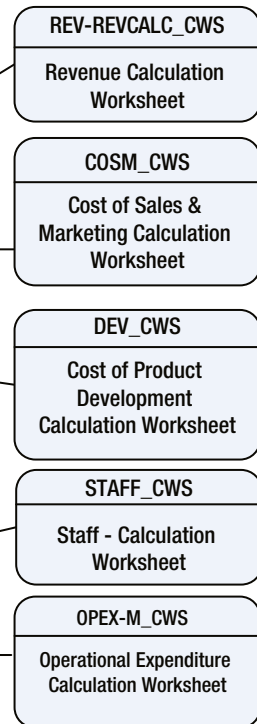 REV-REVCALC_CWS
Revenue Calculation
Worksheet
COSM_CWS
Cost of Sales &
Marketing Calculation
Worksheet
DEV_CWS
Cost of Product
Development
Calculation Worksheet
STAFF_CWS
Staff - Calculation
Worksheet
OPEX-M_CWS
Operational Expenditure
Calculation Worksheet